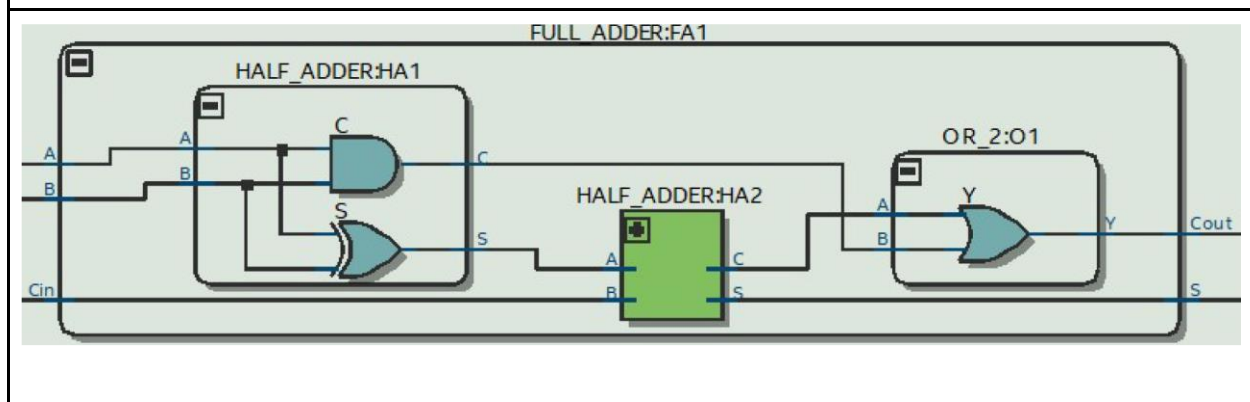 FULL_ADDER:FA1
HALF_ADDER:HA1
C
OR_2:O1
A
A
C
A
B
B
B
S
HALF_ADDER:HA2
Y
S
A
C
A
B
Y
Cout
Cin
B
S
S